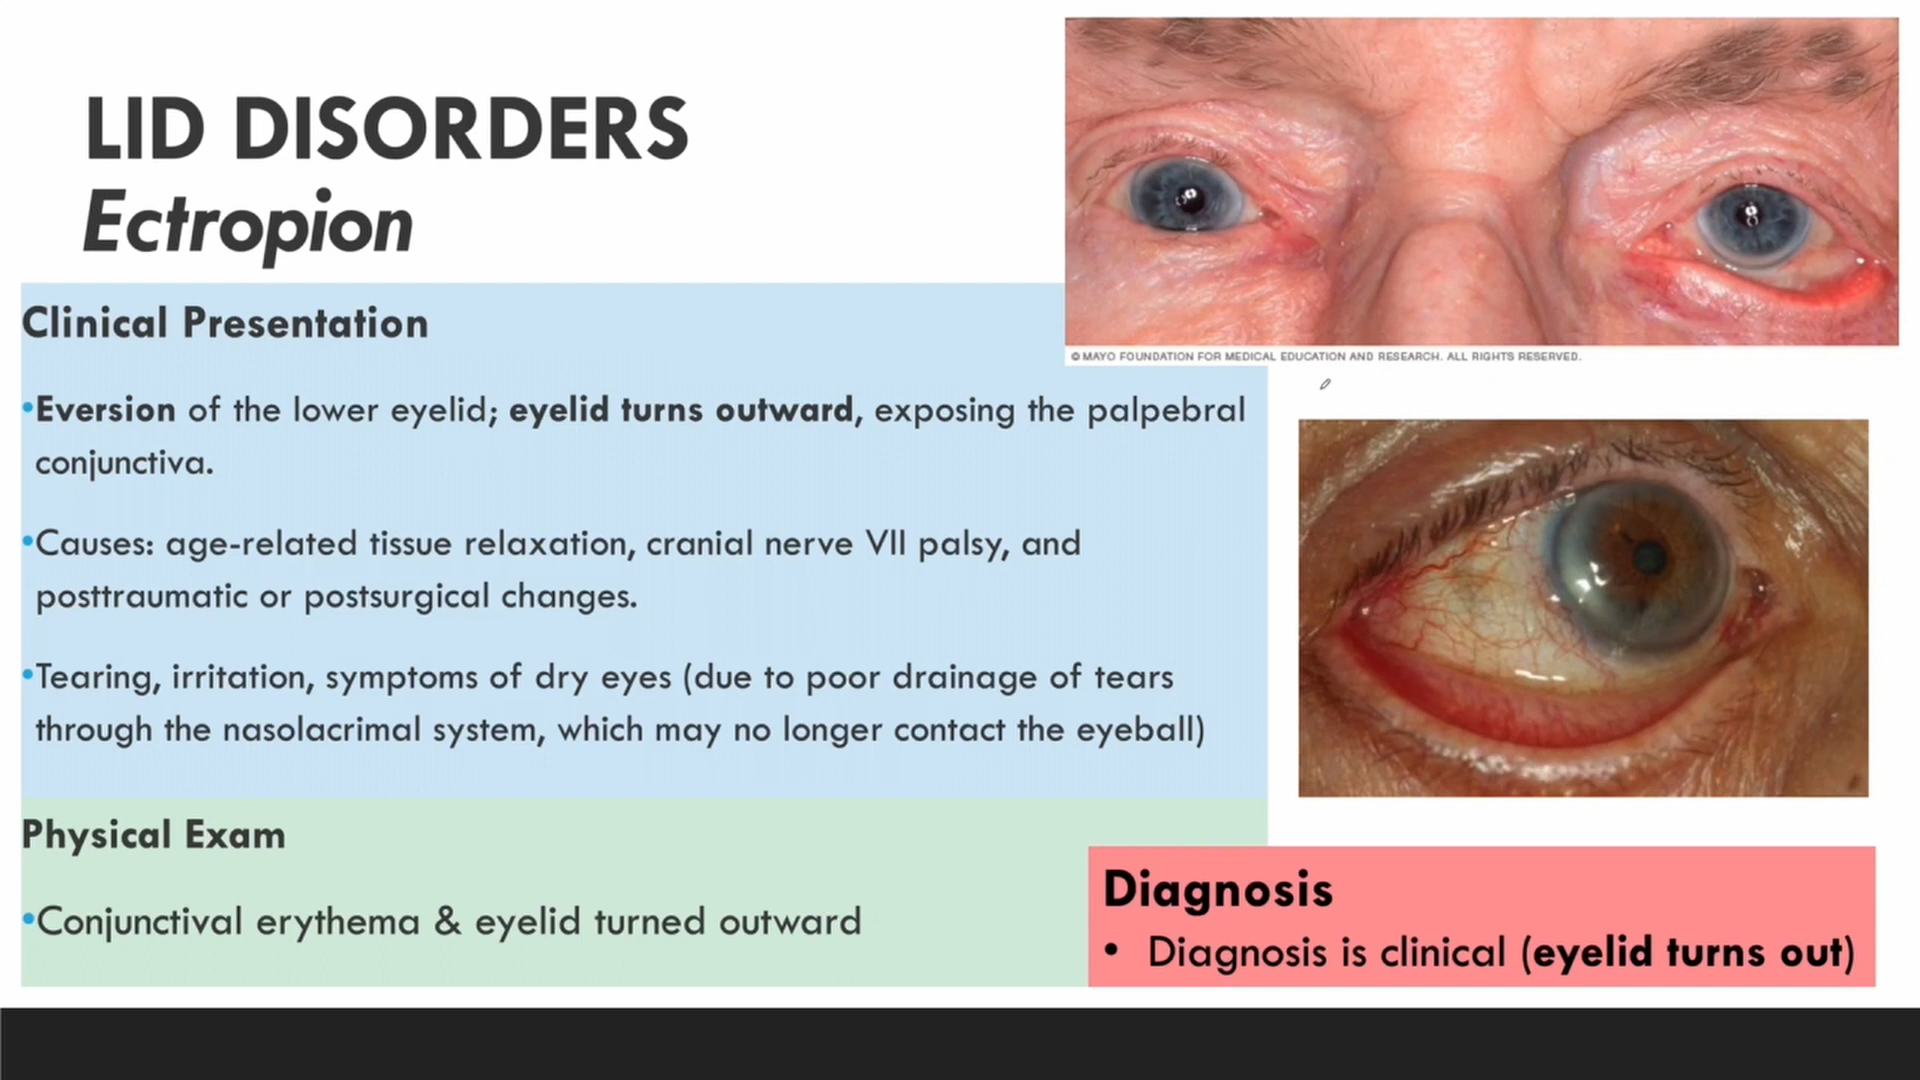 LID DISORDERS
Ectropion
© MAYO FOUNDATION FOR MEDICAL EDUCATION AND RESEARCH. ALL RIGHTS RESERVED.
Clinical Presentation
•Eversion of the lower eyelid; eyelid turns outward, exposing the palpebral
conjunctiva.
•Causes: age-related tissue relaxation, cranial nerve VII palsy, and
posttraumatic or postsurgical changes.
•Tearing, irritation, symptoms of dry eyes (due to poor drainage of tears
through the nasolacrimal system, which may no longer contact the eyeball)
Physical Exam
•Conjunctival erythema & eyelid turned outward
Diagnosis
• Diagnosis is clinical (eyelid turns out)